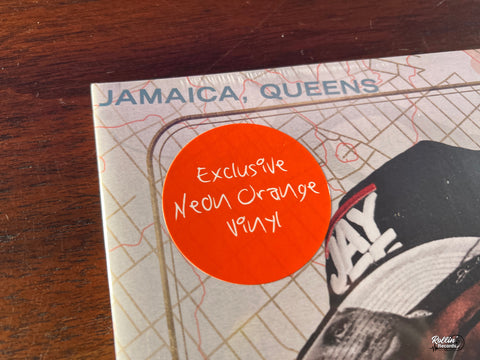 JAMAICA, QUEENS
Exclusive
Neon Orange
Vinyl
JAY
Rollin'
Records